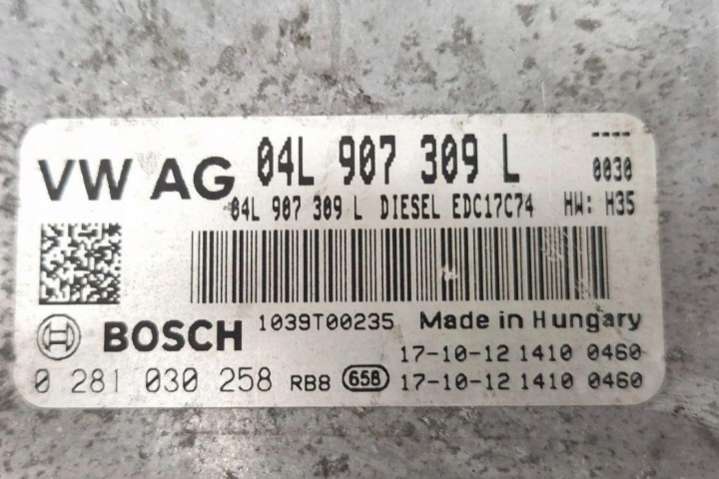 VW AG 04L 907 309 L ----
0030
04L 907 309 L DIESEL EDC17C74 HW: H35
BOSCH 1039T00235 Made in Hungary
17-10-12 1410 0460
0 281 030 258 RB8 658 17-10-12 1410 0460